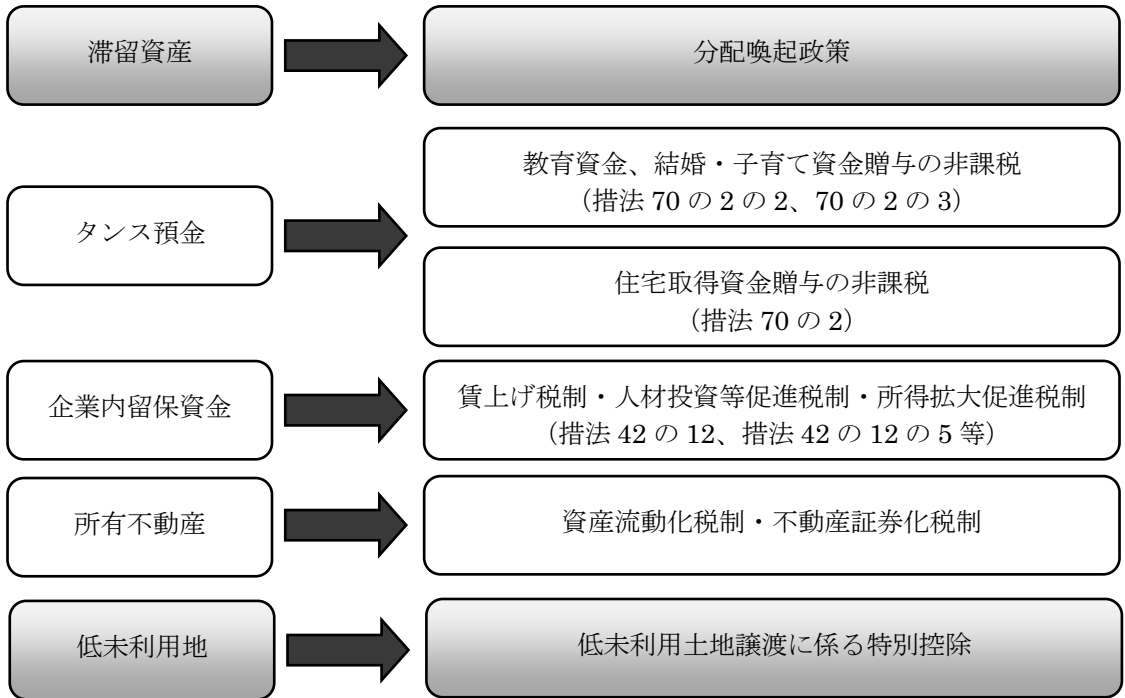 滞留資産
分配喚起政策
タンス預金
教育資金、結婚・子育て資金贈与の非課税
（措法 70 の 2 の 2、70 の 2 の 3）
住宅取得資金贈与の非課税
（措法 70 の 2）
企業内留保資金
賃上げ税制・人材投資等促進税制・所得拡大促進税制
（措法 42 の 12、措法 42 の 12 の 5 等）
所有不動産
資産流動化税制・不動産証券化税制
低未利用地
低未利用土地譲渡に係る特別控除